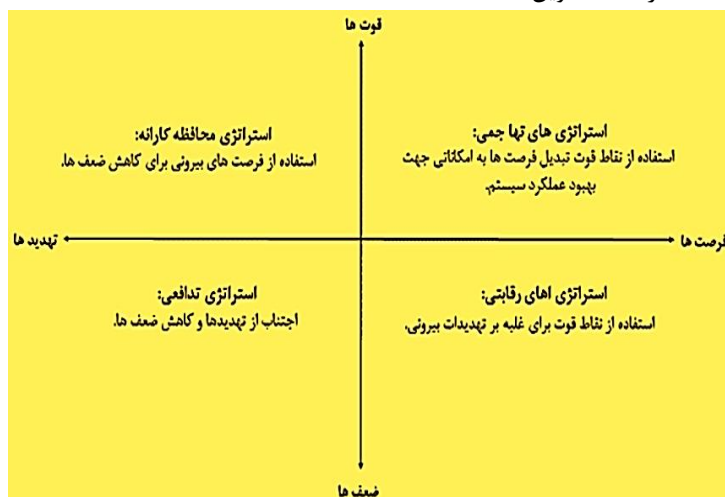 قوت ها
استراتژی های تهاجمی:
استفاده از نقاط قوت تبدیل فرصت ها به امکاناتی جهت
بهبود عملکرد سیستم.
استراتژی محافظه کارانه:
استفاده از فرصت های بیرونی برای کاهش ضعف ها.
فرصت ها
تهدید ها
استراتژی اهای رقابتی:
استفاده از نقاط قوت برای غلبه بر تهدیدات بیرونی.
استراتژی تدافعی:
اجتناب از تهدیدها و کاهش ضعف ها.
ضعف ها